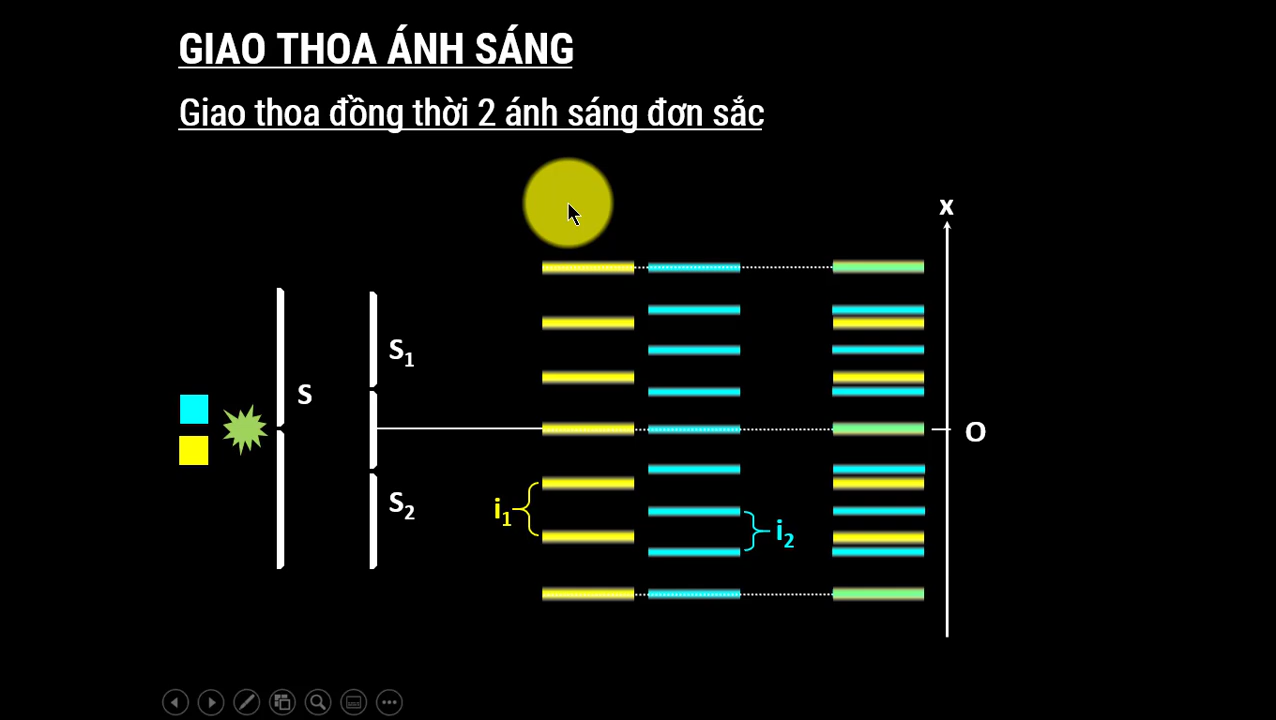 GIAO THOA ÁNH SÁNG
Giao thoa đồng thời 2 ánh sáng đơn sắc
x
S₁
S
O
S₂
i₁
i₂